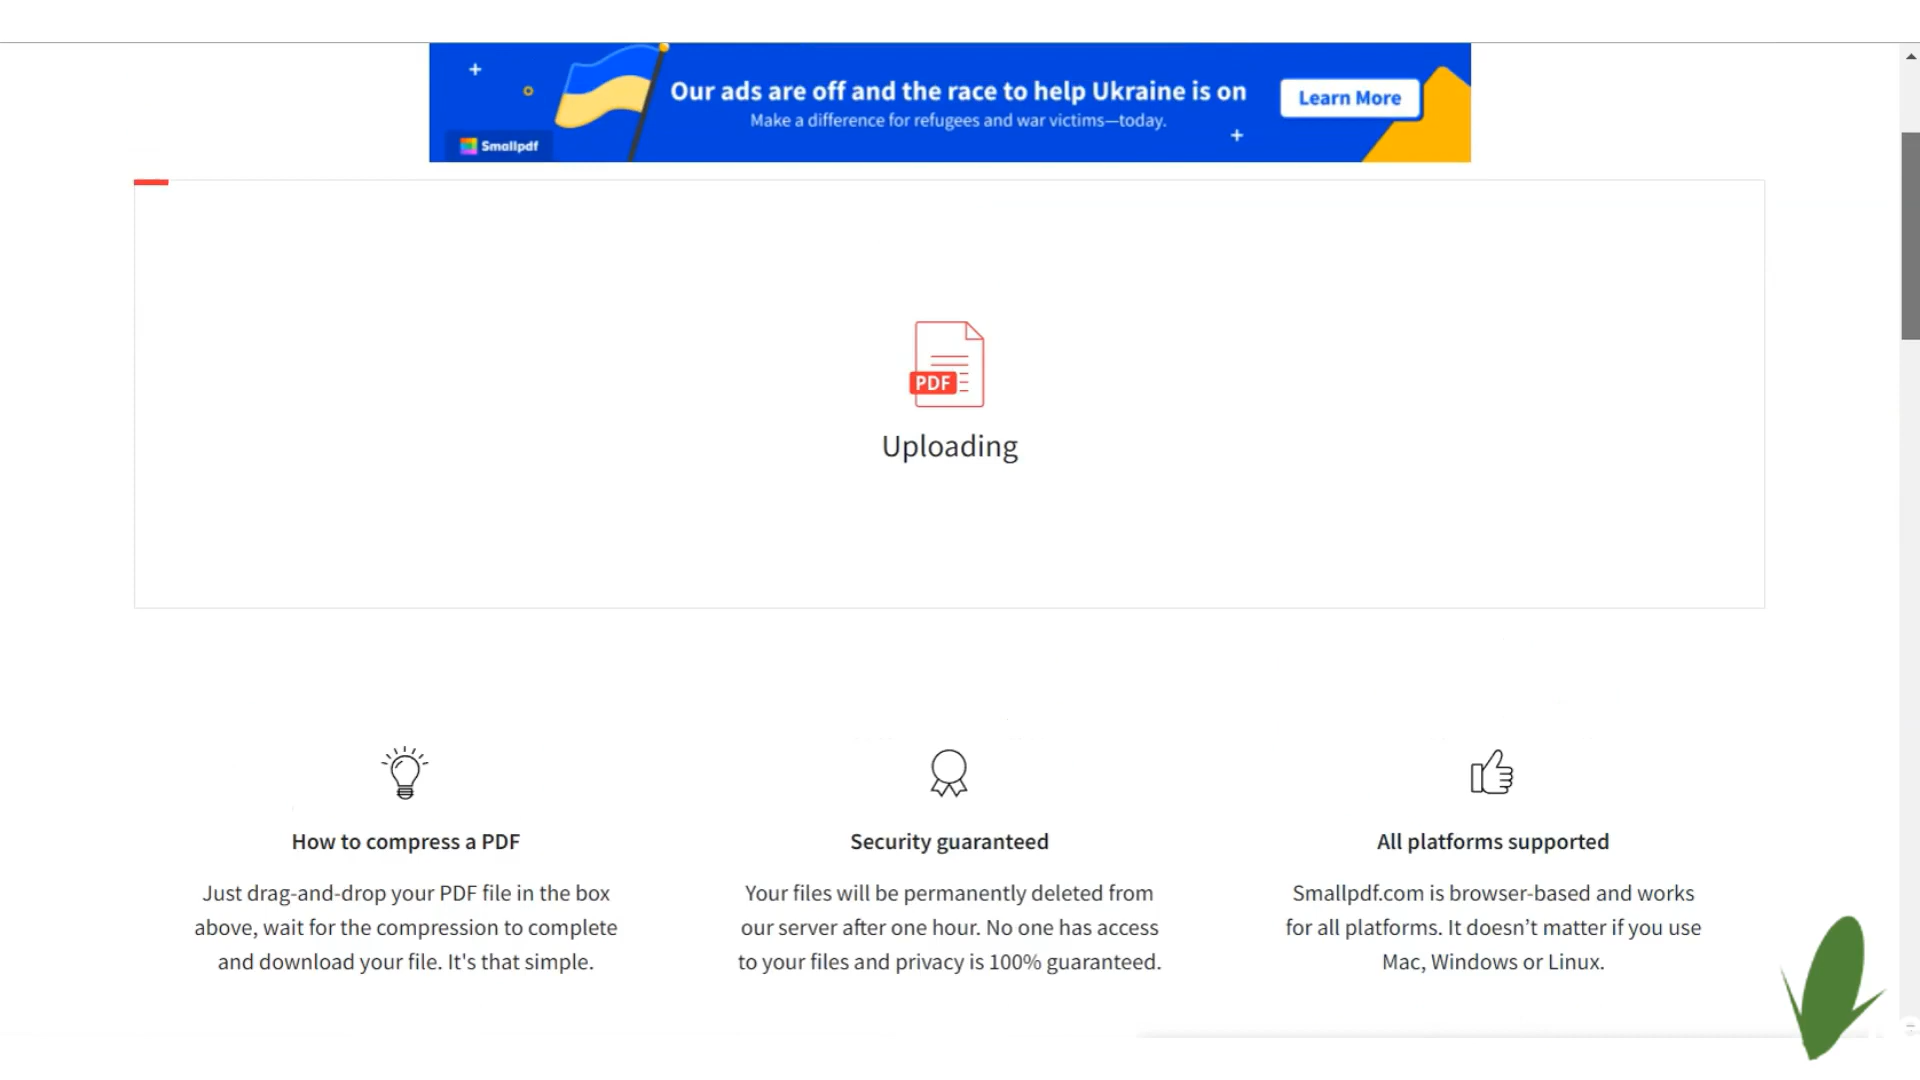 Our ads are off and the race to help Ukraine is on
Make a difference for refugees and war victims—today.
Learn More
Smallpdf
PDF
Uploading
How to compress a PDF
Just drag-and-drop your PDF file in the box
above, wait for the compression to complete
and download your file. It's that simple.
Security guaranteed
Your files will be permanently deleted from
our server after one hour. No one has access
to your files and privacy is 100% guaranteed.
All platforms supported
Smallpdf.com is browser-based and works
for all platforms. It doesn’t matter if you use
Mac, Windows or Linux.